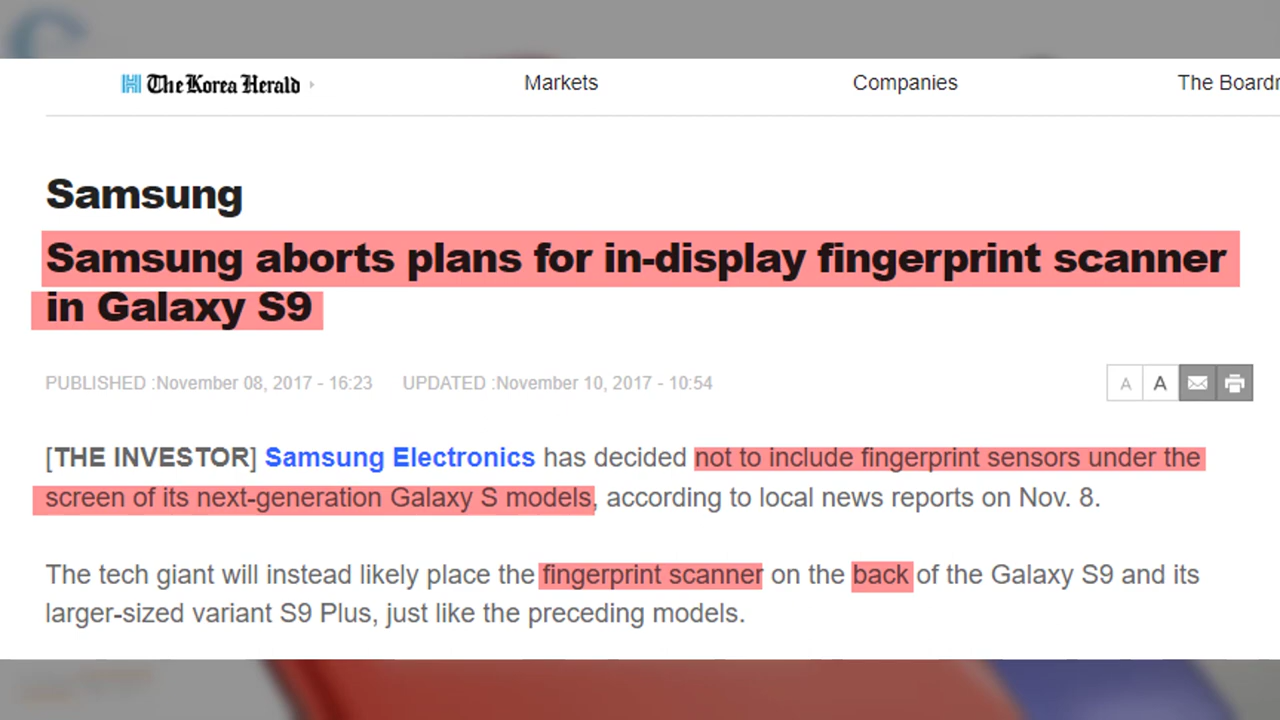 The Korea Herald
Markets
Companies
The Boardr
Samsung
Samsung aborts plans for in-display fingerprint scanner
in Galaxy S9
PUBLISHED :November 08, 2017 - 16:23
UPDATED :November 10, 2017 - 10:54
A
A
[THE INVESTOR] Samsung Electronics has decided not to include fingerprint sensors under the
screen of its next-generation Galaxy S models, according to local news reports on Nov. 8.
The tech giant will instead likely place the fingerprint scanner on the back of the Galaxy S9 and its
larger-sized variant S9 Plus, just like the preceding models.